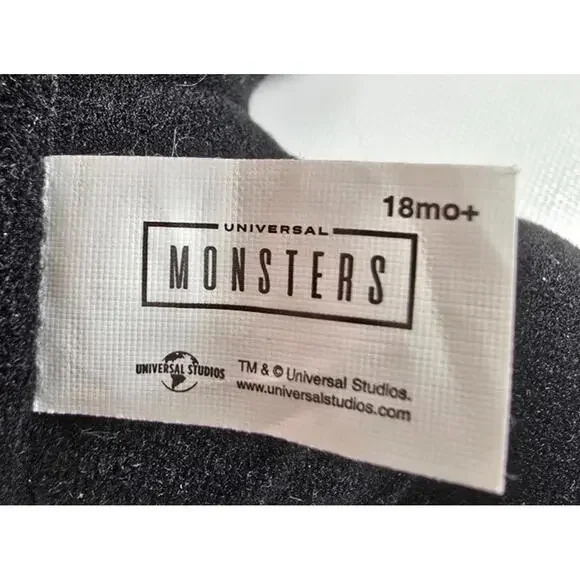 18mo+
UNIVERSAL
MONSTERS
UNIVERSAL STUDIOS
TM & © Universal Studios.
www.universalstudios.com